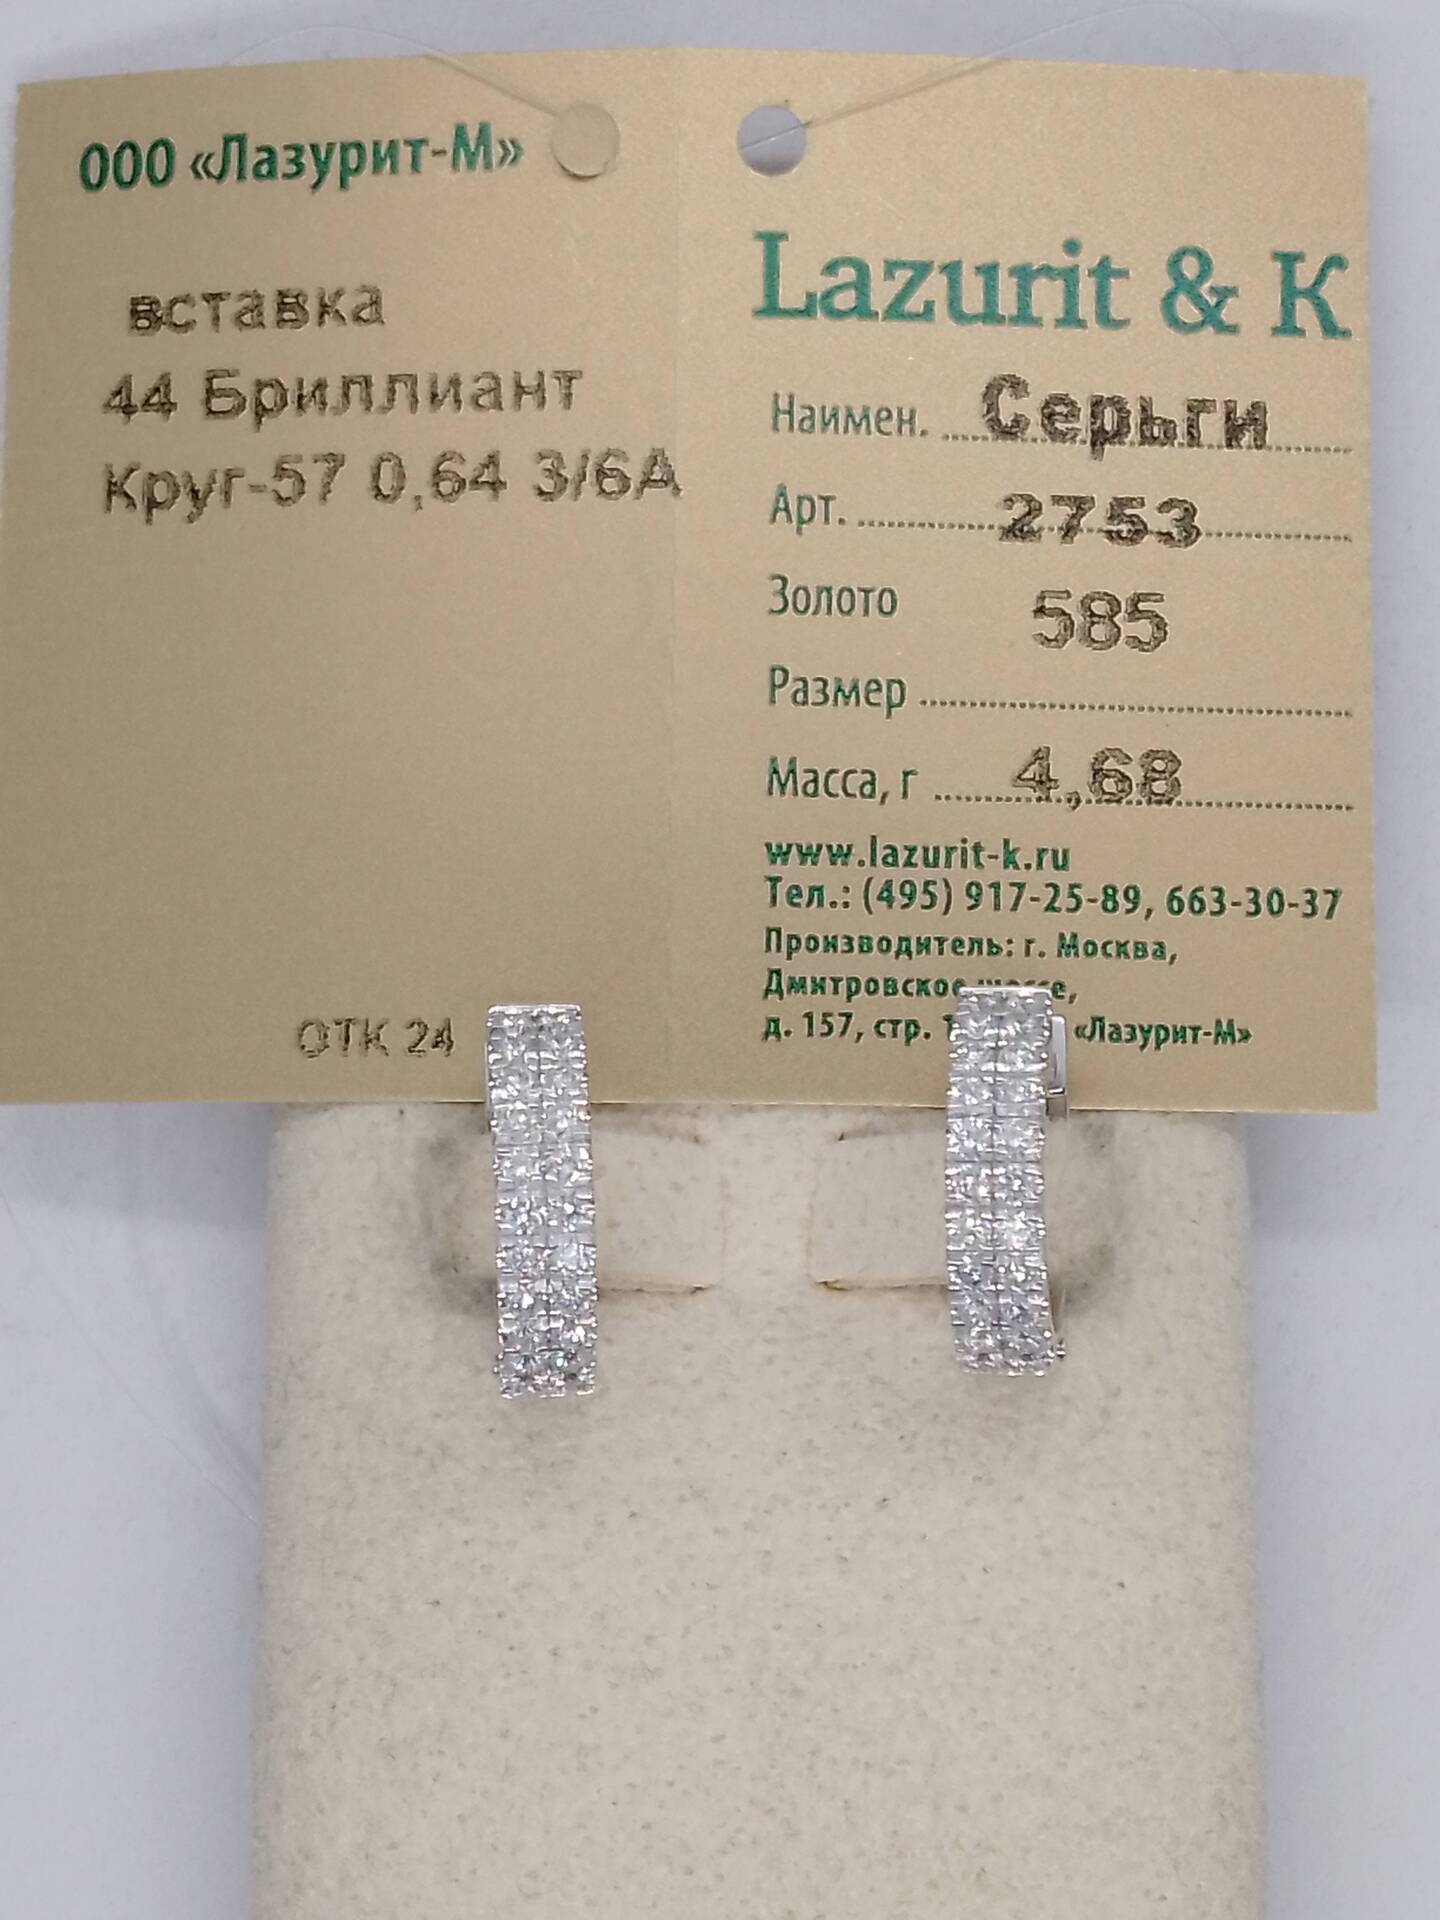 ООО «Лазурит-М»
вставка
44 Бриллиант
Круг-57 0,64 3/6А
ОТК 24
Lazurit & K
Наимен. Серьги
Арт. 2753
Золото 585
Размер
Масса, г 4,68
www.lazurit-k.ru
Тел.: (495) 917-25-89, 663-30-37
Производитель: г. Москва,
Дмитровское
д. 157, стр. «Лазурит-М»